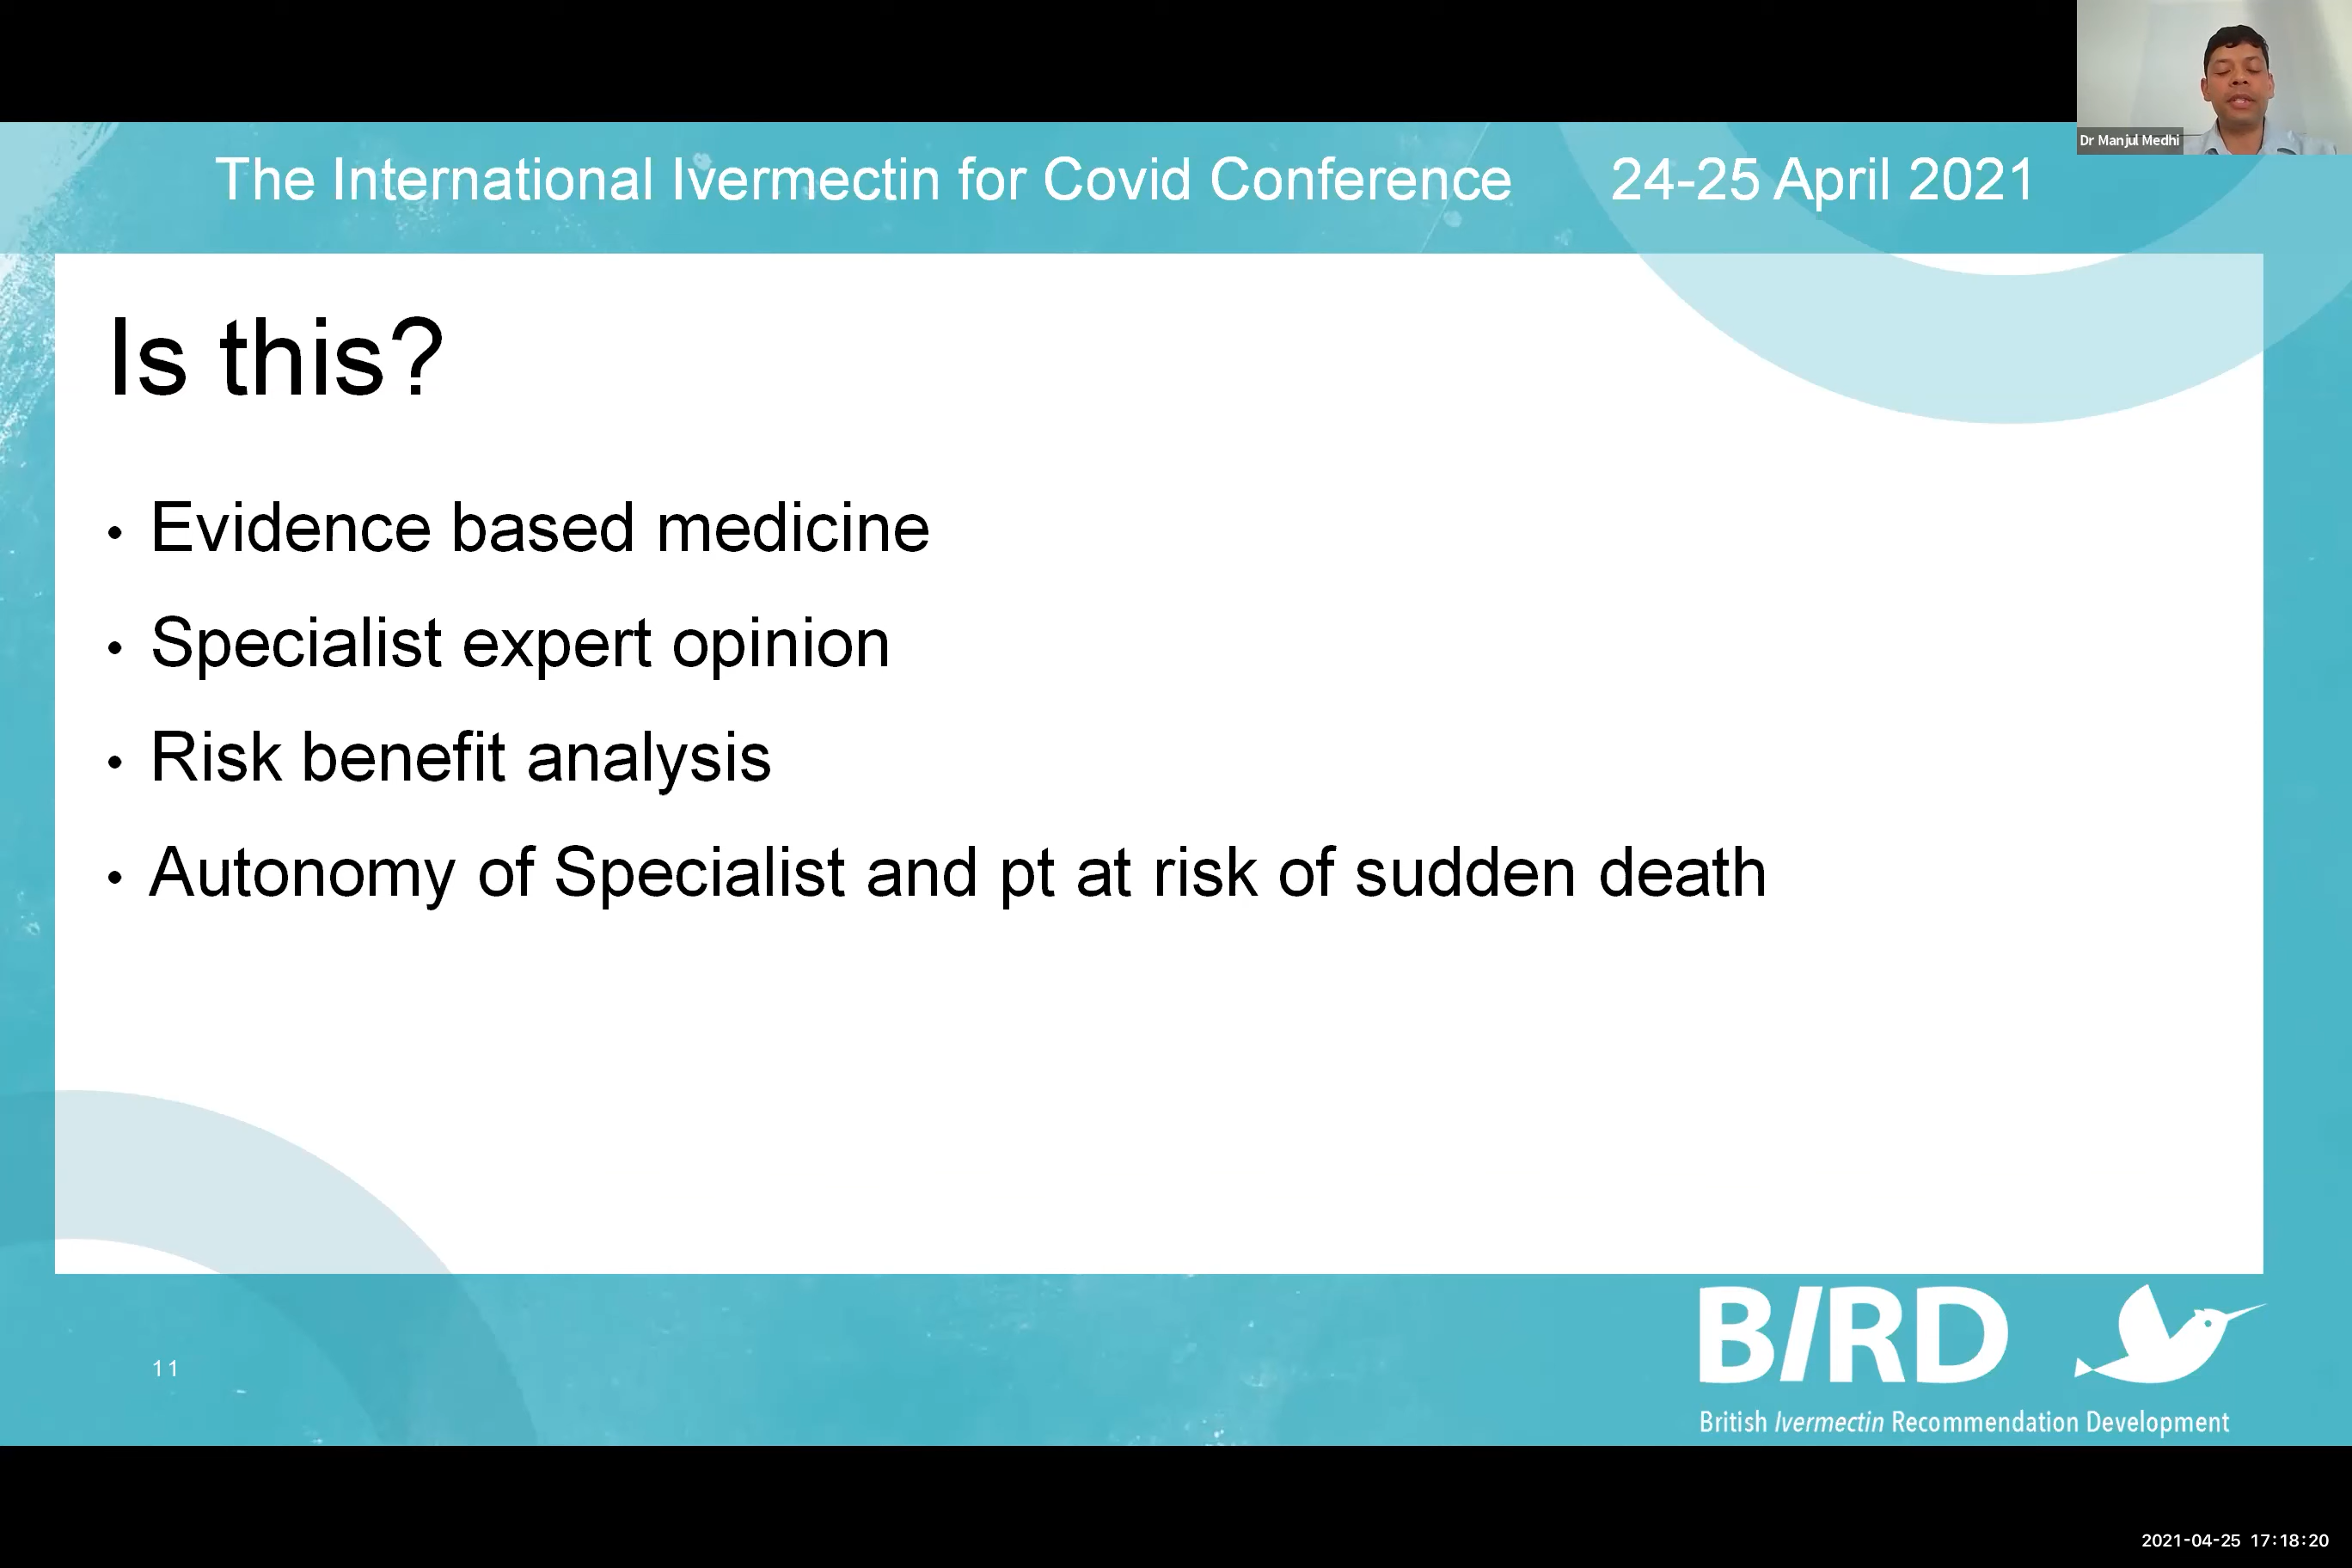 The International Ivermectin for Covid Conference 24-25 April 2021
Dr Manjul Medhi
Is this?
• Evidence based medicine
• Specialist expert opinion
• Risk benefit analysis
• Autonomy of Specialist and pt at risk of sudden death
11
BIRD
British Ivermectin Recommendation Development
2021-04-25 17:18:20